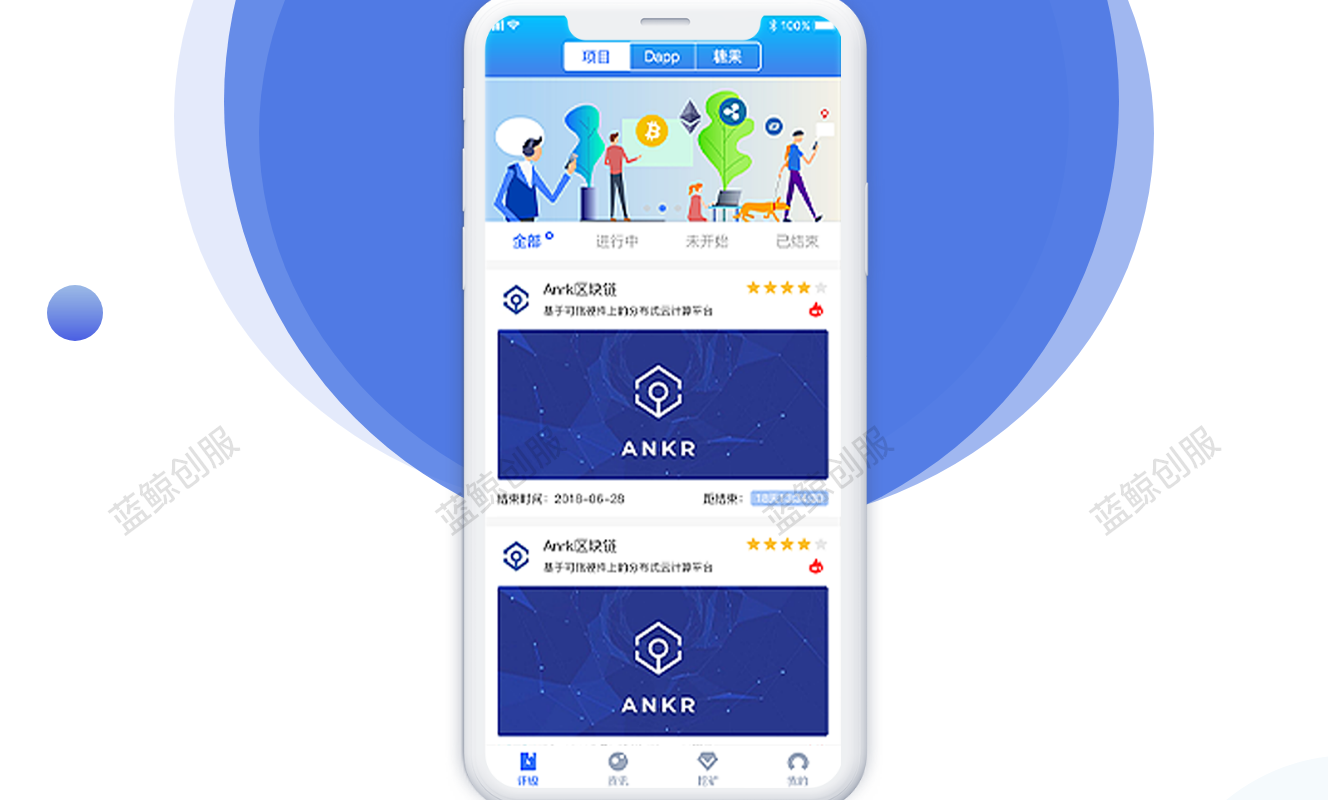 100%
项目 Dapp 糖果
全部 进行中 未开始 已结束
Anrk区块链
基于可信硬件上的分布式云计算平台
ANKR
结束时间：2018-06-28 距结束：
Anrk区块链
基于可信硬件上的分布式云计算平台
ANKR
评级 资讯 挖矿 我的
蓝鲸创服 蓝鲸创服 蓝鲸创服 蓝鲸创服